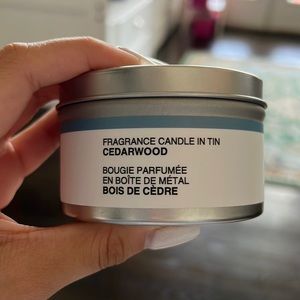 FRAGRANCE CANDLE IN TIN
CEDARWOOD
BOUGIE PARFUMÉE
EN BOÎTE DE MÉTAL
BOIS DE CÈDRE